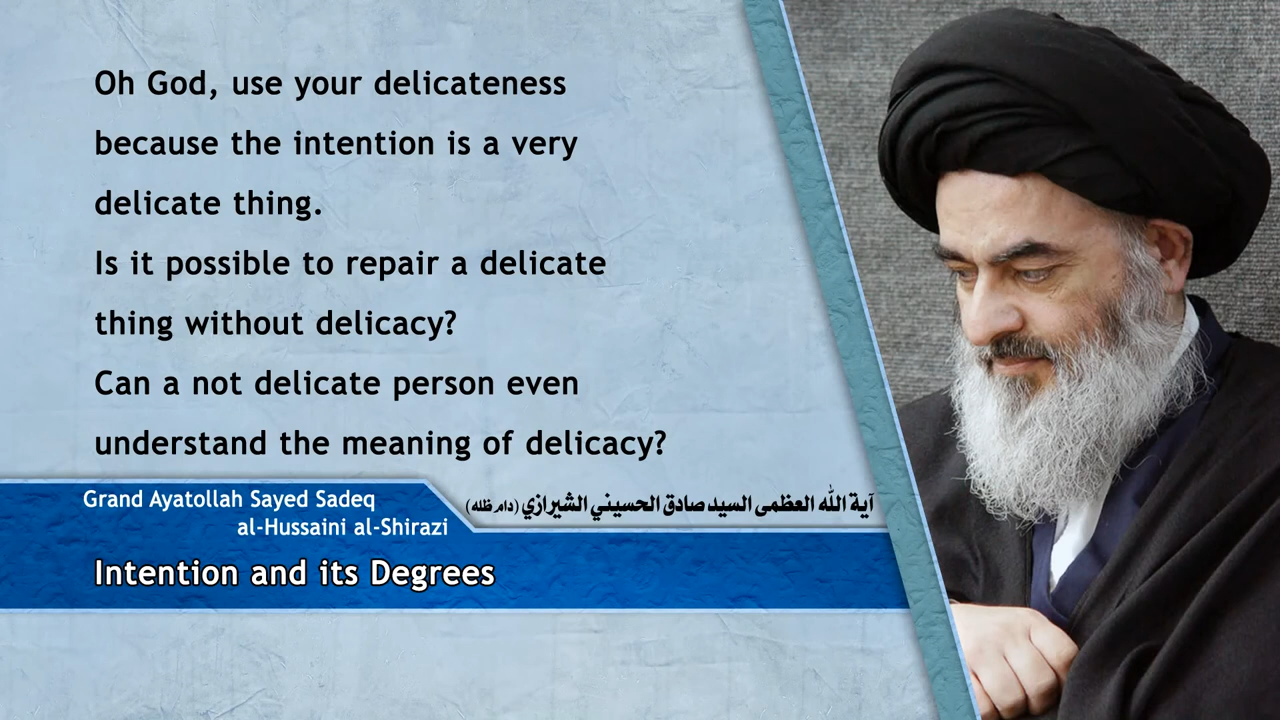 Oh God, use your delicateness
because the intention is a very
delicate thing.
Is it possible to repair a delicate
thing without delicacy?
Can a not delicate person even
understand the meaning of delicacy?
Grand Ayatollah Sayed Sadeq
al-Hussaini al-Shirazi
آية الله العظمى السيد صادق الحسيني الشيرازي (دام ظله)
Intention and its Degrees